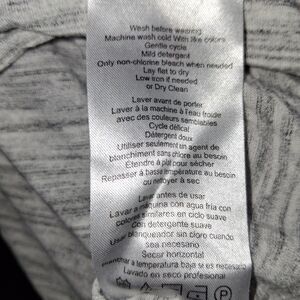 Wash before wearing
Machine wash cold With like colors
Gentle cycle
Mild detergent
Only non-chlorine bleach when needed
Lay flat to dry
Low iron if needed
or Dry Clean
Laver avant de porter
Laver à la machine à l'eau froide
avec des couleurs semblables
Cycle délicat
Détergent doux
Utiliser seulement un agent de
blanchiment sans chlore au besoin
Étendre à plat pour sécher
Repasser à basse température au besoin
ou nettoyer à sec
Lavar antes de usar
Lavar a maquina con agua fria con
colores similares en ciclo suave
Con detergente suave
Usar blanqueador sin cloro cuando
sea necesario
Secar horizontal
Planchar a temperatura baja si es necesario
Lavado en seco profesional
P